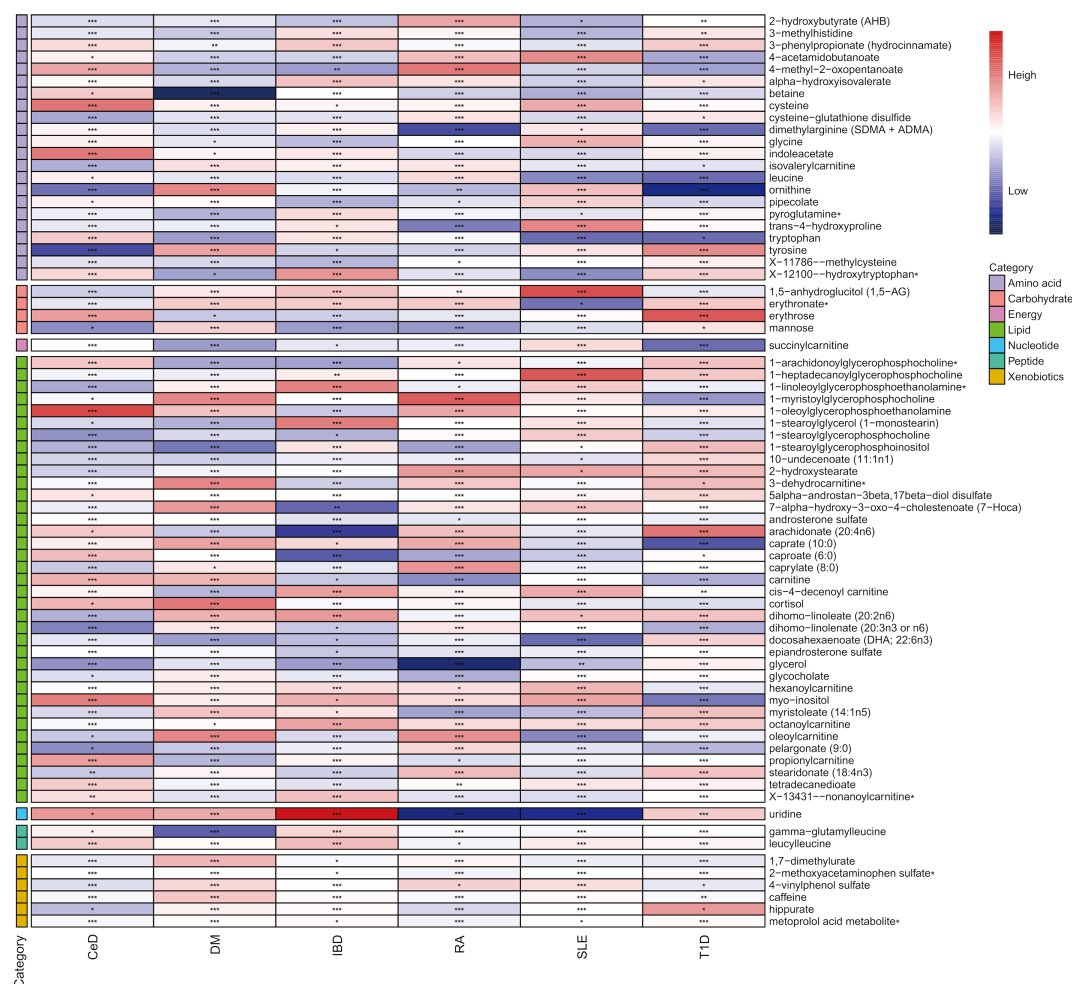 2−hydroxybutyrate (AHB)
3−methylhistidine
3−phenylpropionate (hydrocinnamate)
4−acetamidobutanoate
4−methyl−2−oxopentanoate
alpha−hydroxyisovalerate
betaine
cysteine
cysteine−glutathione disulfide
dimethylarginine (SDMA + ADMA)
glycine
indoleacetate
isovalerylcarnitine
leucine
ornithine
pipecolate
pyroglutamine*
trans−4−hydroxyproline
tryptophan
tyrosine
X−11786−−methylcysteine
X−12100−−hydroxytryptophan*
1,5−anhydroglucitol (1,5−AG)
erythronate*
erythrose
mannose
succinylcarnitine
1−arachidonoylglycerophosphocholine*
1−heptadecanoylglycerophosphocholine
1−linoleoylglycerophosphoethanolamine*
1−myristoylglycerophosphocholine
1−oleoylglycerophosphoethanolamine
1−stearoylglycerol (1−monostearin)
1−stearoylglycerophosphocholine
1−stearoylglycerophosphoinositol
10−undecenoate (11:1n1)
2−hydroxystearate
3−dehydrocarnitine*
5alpha−androstan−3beta,17beta−diol disulfate
7−alpha−hydroxy−3−oxo−4−cholestenoate (7−Hoca)
androsterone sulfate
arachidonate (20:4n6)
caprate (10:0)
caproate (6:0)
caprylate (8:0)
carnitine
cis−4−decenoyl carnitine
cortisol
dihomo−linoleate (20:2n6)
dihomo−linolenate (20:3n3 or n6)
docosahexaenoate (DHA; 22:6n3)
epiandrosterone sulfate
glycerol
glycocholate
hexanoylcarnitine
myo−inositol
myristoleate (14:1n5)
octanoylcarnitine
oleoylcarnitine
pelargonate (9:0)
propionylcarnitine
stearidonate (18:4n3)
tetradecanedioate
X−13431−−nonanoylcarnitine*
uridine
gamma−glutamylleucine
leucylleucine
1,7−dimethylurate
2−methoxyacetaminophen sulfate*
4−vinylphenol sulfate
caffeine
hippurate
metoprolol acid metabolite*
Category
CeD
DM
IBD
RA
SLE
T1D
Heigh
Low
Category
Amino acid
Carbohydrate
Energy
Lipid
Nucleotide
Peptide
Xenobiotics